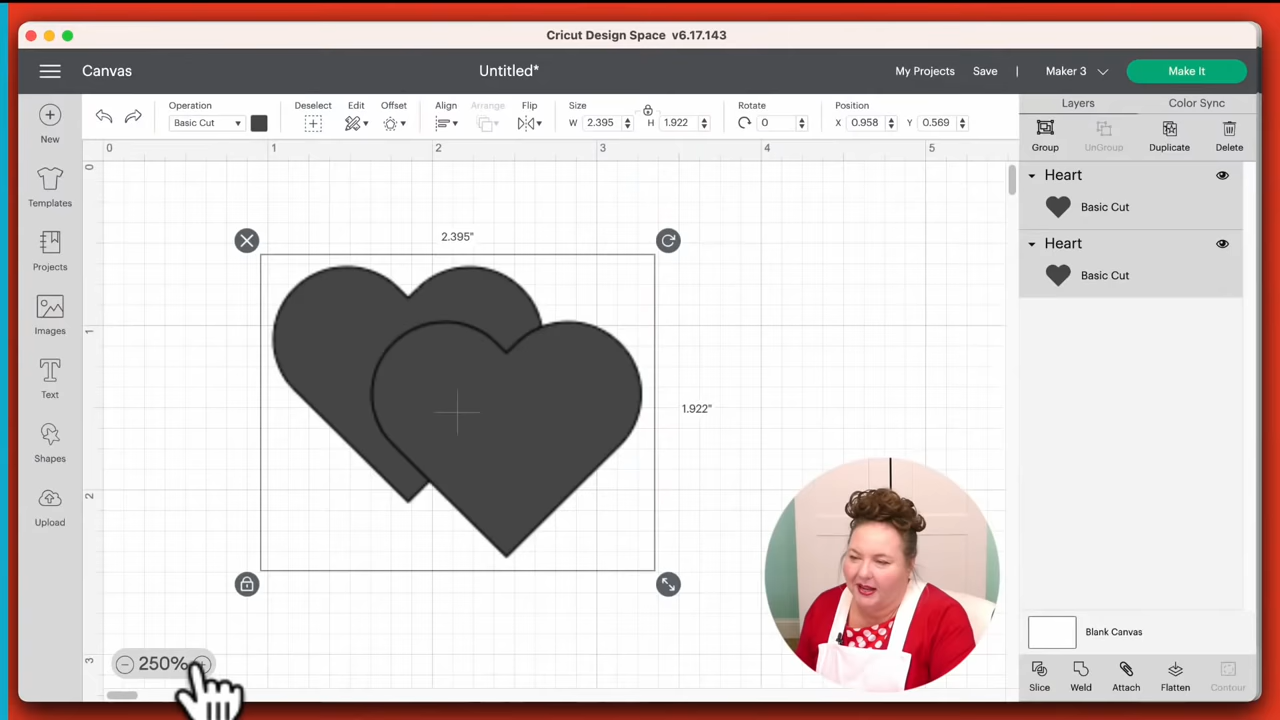 Cricut Design Space v6.17.143
Canvas
Untitled*
My Projects Save | Maker 3 Make It
New
Templates
Projects
Images
Text
Shapes
Upload
Operation Deselect Edit Offset Align Arrange Flip Size Rotate Position
Basic Cut W 2.395 H 1.922 0 X 0.958 Y 0.569
0 1 2 3 4 5
0
1
2
3
2.395"
1.922"
250%
Layers Color Sync
Group UnGroup Duplicate Delete
Heart
Basic Cut
Heart
Basic Cut
Blank Canvas
Slice Weld Attach Flatten Contour